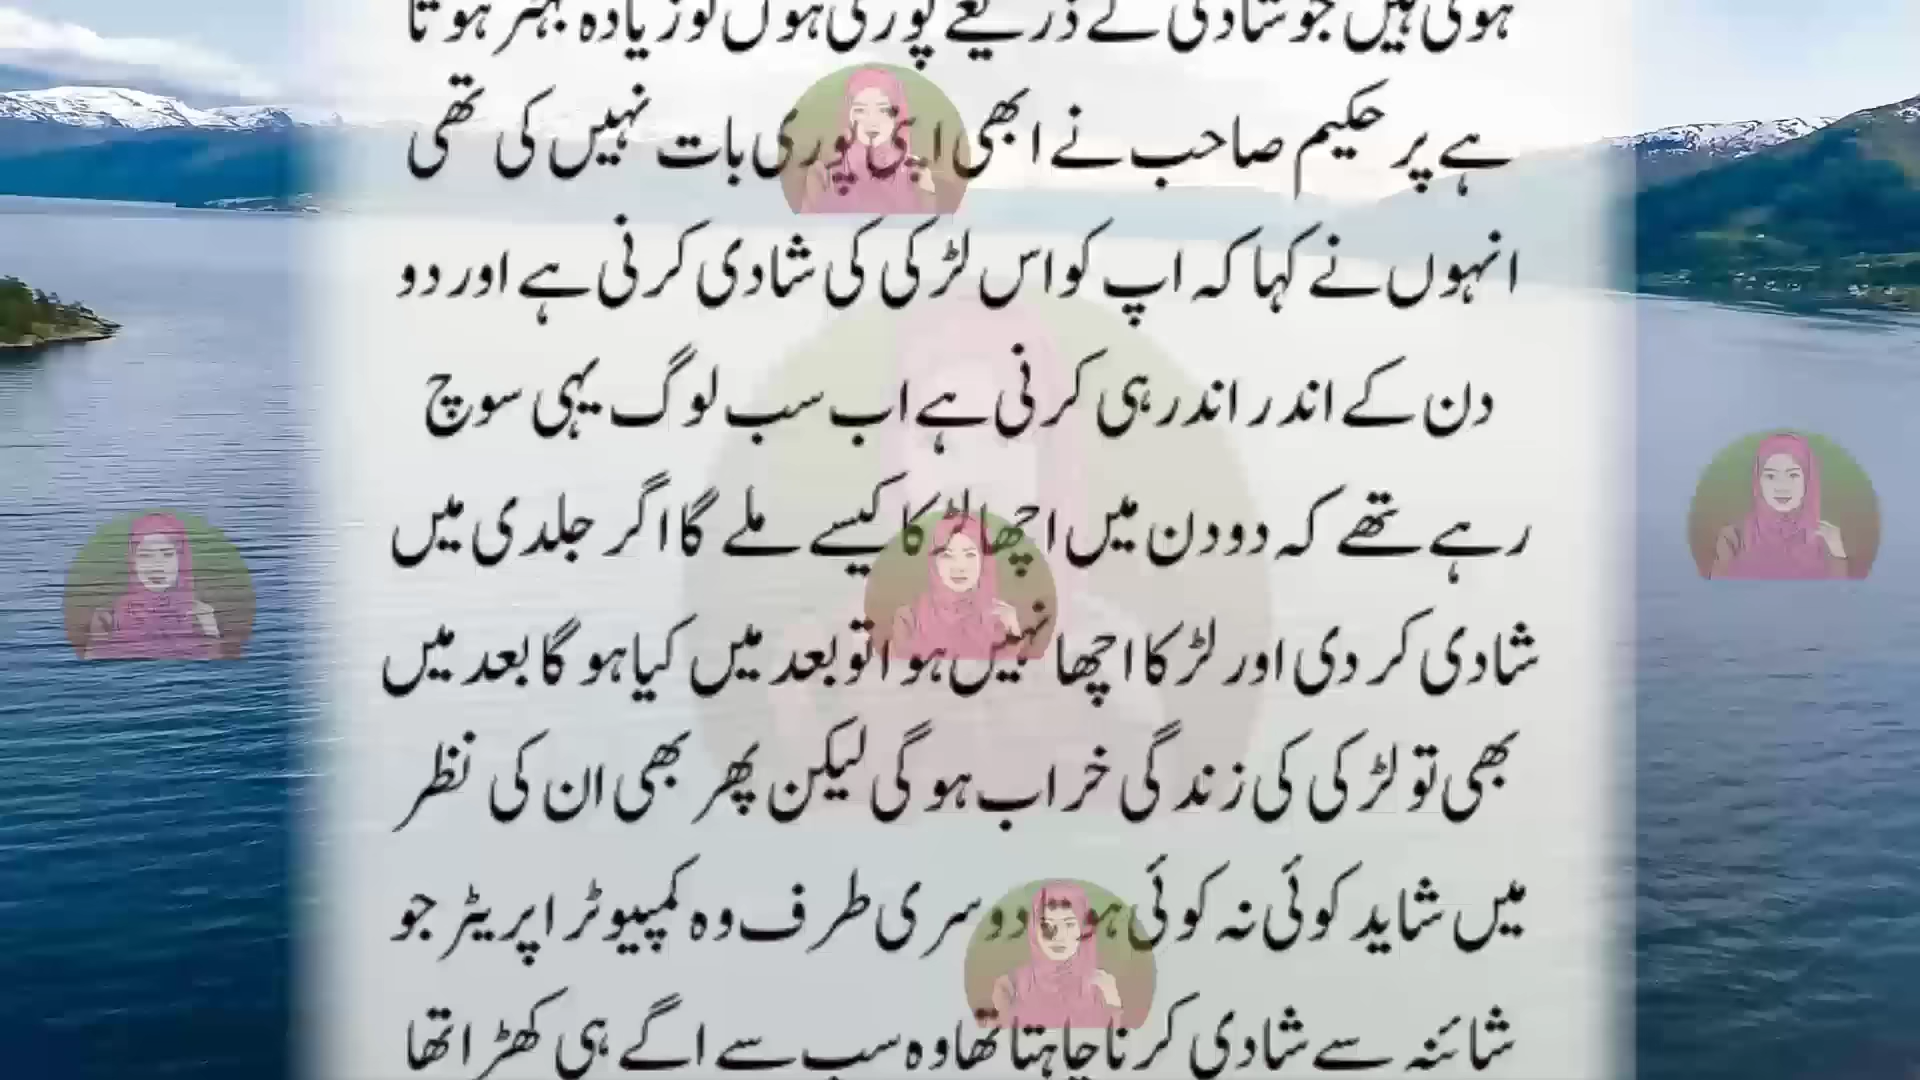 ہوتی ہیں جو شادی کے ذریعے پوری ہوں تو زیادہ بہتر ہوتا
ہے پر حکیم صاحب نے ابھی اپنی پوری بات نہیں کی تھی
انہوں نے کہا کہ اپ کو اس لڑکی کی شادی کرنی ہے اور دو
دن کے اندر اندر ہی کرنی ہے اب سب لوگ یہی سوچ
رہے تھے کہ دو دن میں اچھا لڑکا کیسے ملے گا اگر جلدی میں
شادی کر دی اور لڑکا اچھا نہیں ہوا تو بعد میں کیا ہو گا بعد میں
بھی تو لڑکی کی زندگی خراب ہو گی لیکن پھر بھی ان کی نظر
میں شاید کوئی نہ کوئی دوسری طرف وہ کمپیوٹر اپریٹر جو
شائنہ سے شادی کرنا چاہتا تھا وہ سب سے اگے ہی کھڑا تھا